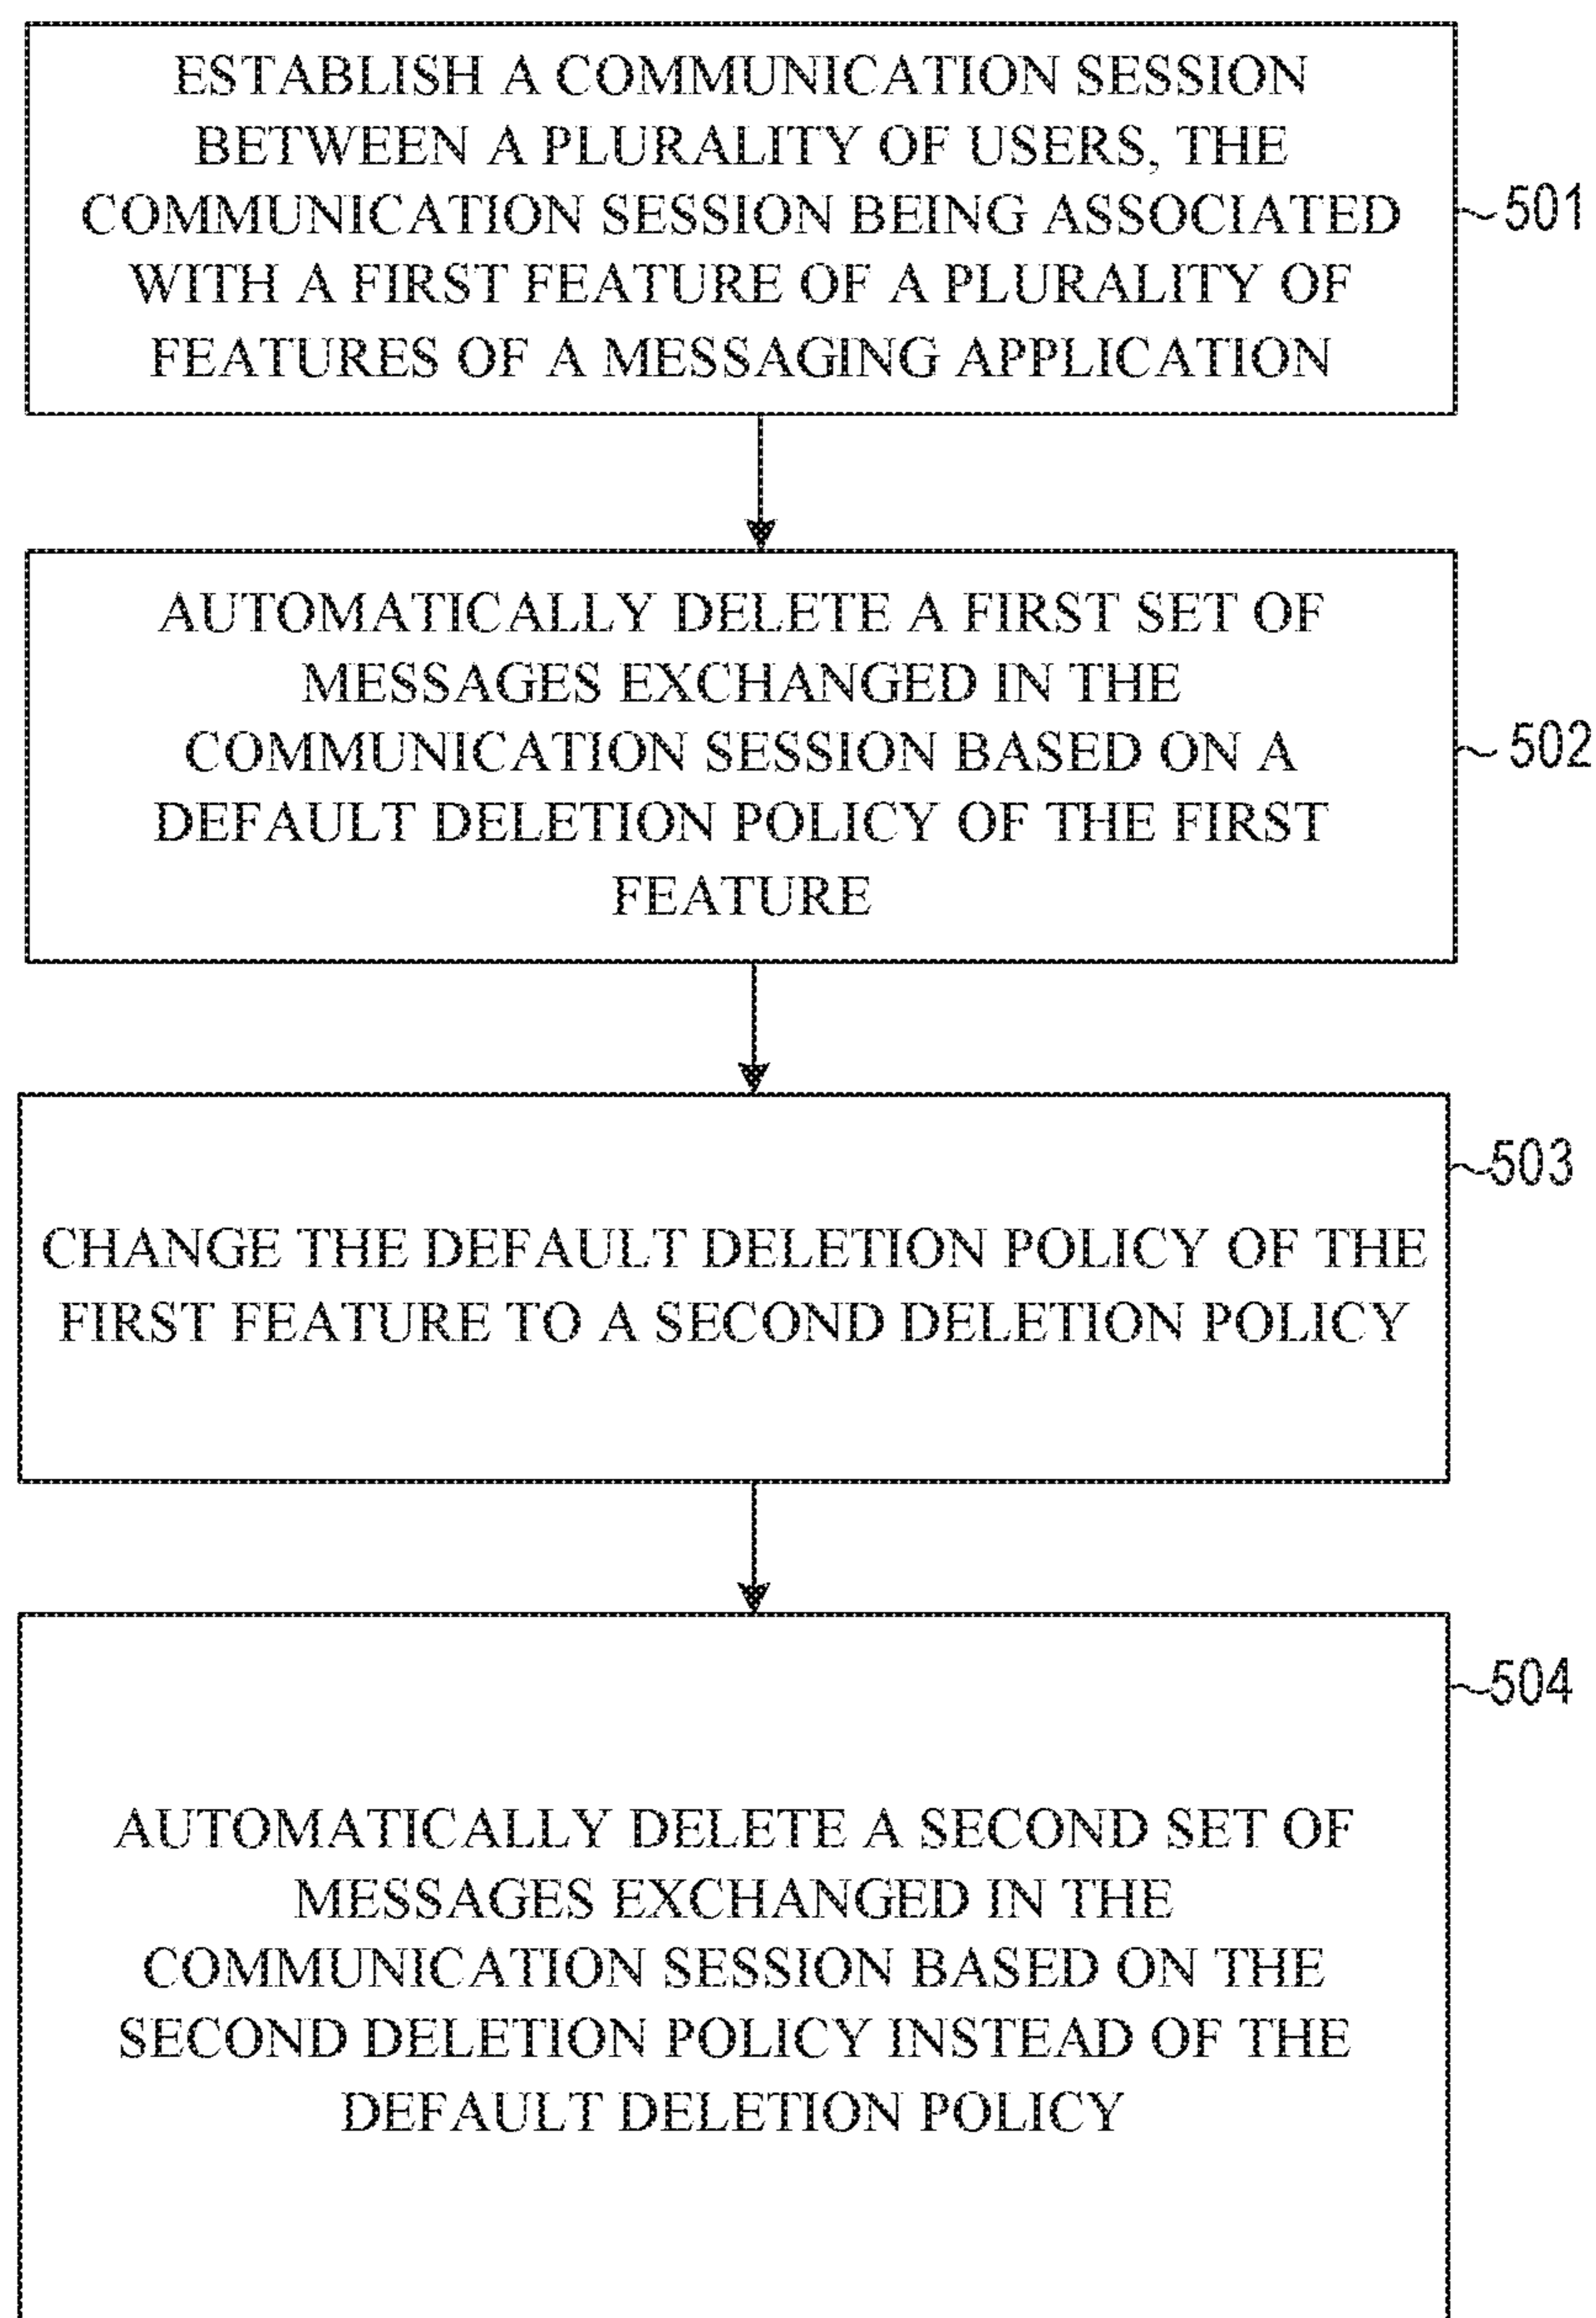 ESTABLISH A COMMUNICATION SESSION
BETWEEN A PLURALITY OF USERS, THE
COMMUNICATION SESSION BEING ASSOCIATED
WITH A FIRST FEATURE OF A PLURALITY OF
FEATURES OF A MESSAGING APPLICATION
501
AUTOMATICALLY DELETE A FIRST SET OF
MESSAGES EXCHANGED IN THE
COMMUNICATION SESSION BASED ON A
DEFAULT DELETION POLICY OF THE FIRST
FEATURE
502
CHANGE THE DEFAULT DELETION POLICY OF THE
FIRST FEATURE TO A SECOND DELETION POLICY
503
AUTOMATICALLY DELETE A SECOND SET OF
MESSAGES EXCHANGED IN THE
COMMUNICATION SESSION BASED ON THE
SECOND DELETION POLICY INSTEAD OF THE
DEFAULT DELETION POLICY
504